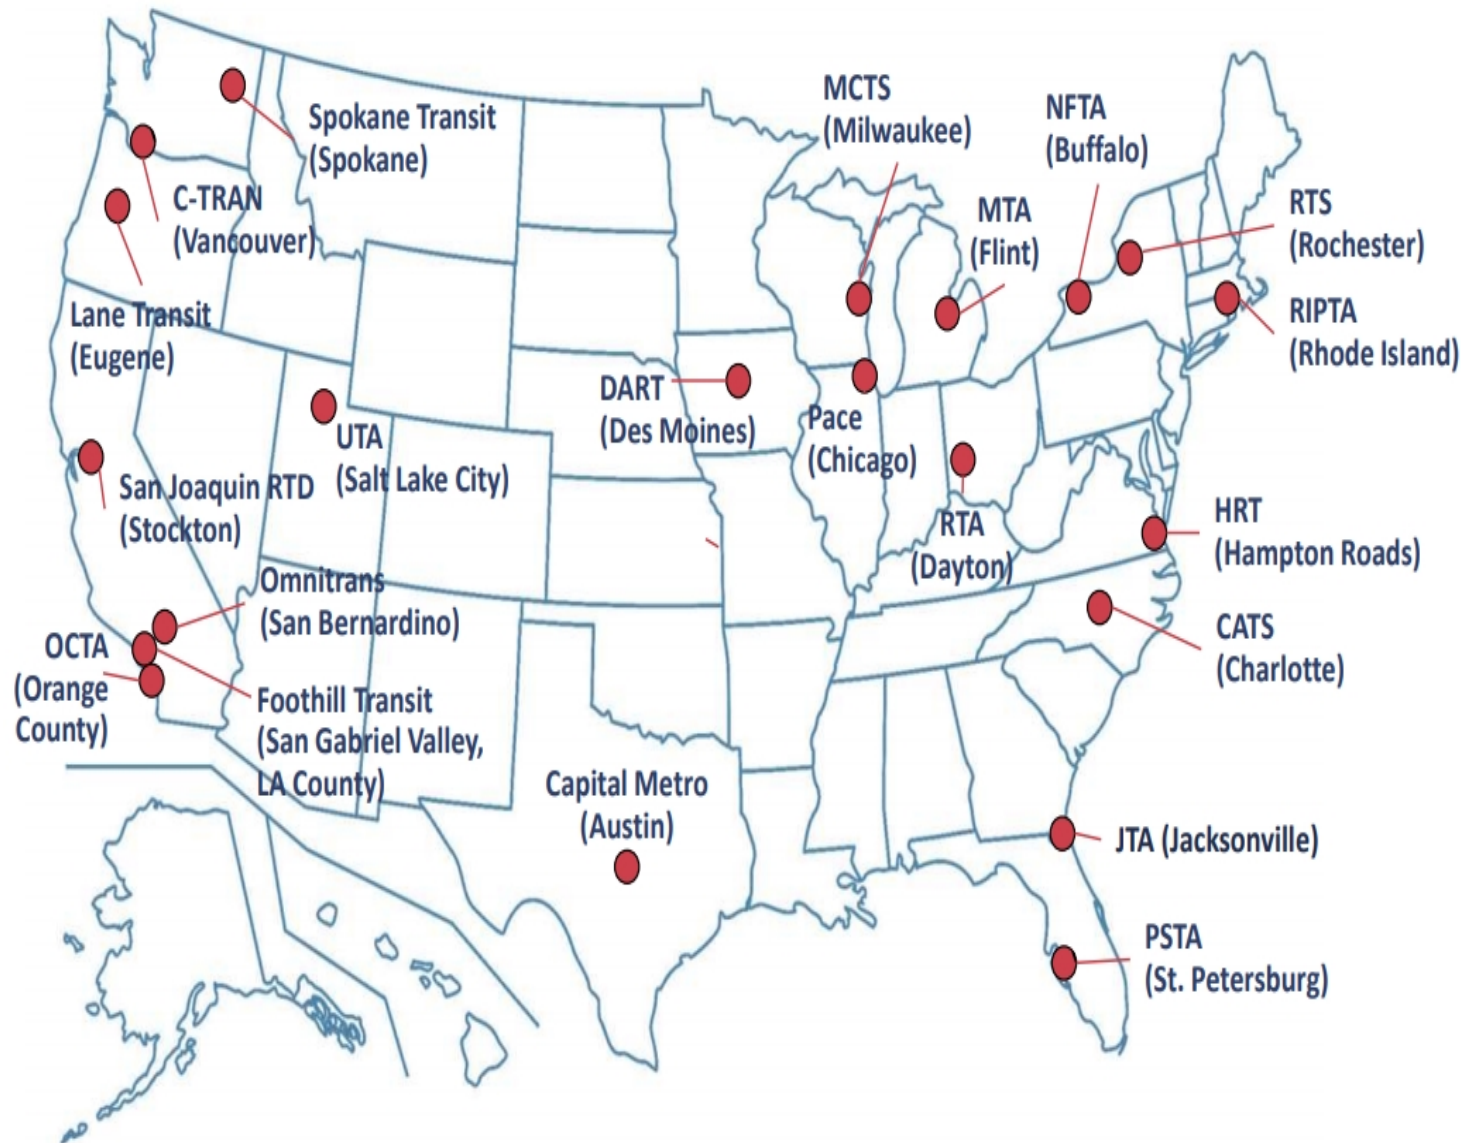 MCTS
(Milwaukee)
NFTA
(Buffalo)
Spokane Transit
(Spokane)
C-TRAN
(Vancouver)
MTA
(Flint)
RTS
(Rochester)
Lane Transit
(Eugene)
RIPTA
(Rhode Island)
DART
(Des Moines)
Pace
(Chicago)
UTA
(Salt Lake City)
San Joaquin RTD
(Stockton)
RTA
(Dayton)
HRT
(Hampton Roads)
Omnitrans
(San Bernardino)
OCTA
(Orange
County)
CATS
(Charlotte)
Foothill Transit
(San Gabriel Valley,
LA County)
Capital Metro
(Austin)
JTA (Jacksonville)
PSTA
(St. Petersburg)